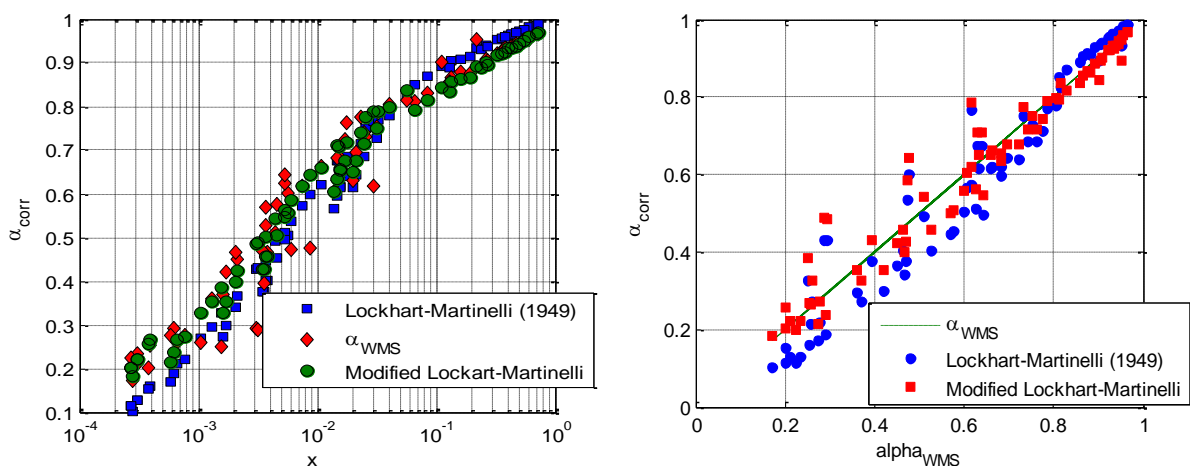 1
0.9
0.8
0.7
0.6
0.5
0.4
0.3
0.2
0.1
α_corr
10^-4
10^-3
10^-2
10^-1
10^0
x
Lockhart-Martinelli (1949)
α_WMS
Modified Lockart-Martinelli
1
0.8
0.6
0.4
0.2
0
α_corr
0
0.2
0.4
0.6
0.8
1
alpha_WMS
α_WMS
Lockhart-Martinelli (1949)
Modified Lockhart-Martinelli